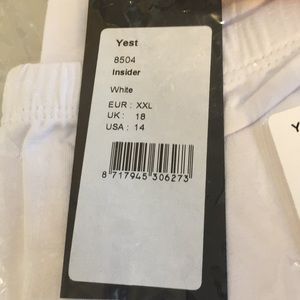 Yest
8504
Insider
White
EUR : XXL
UK : 18
USA : 14
8 717945 306273
Y